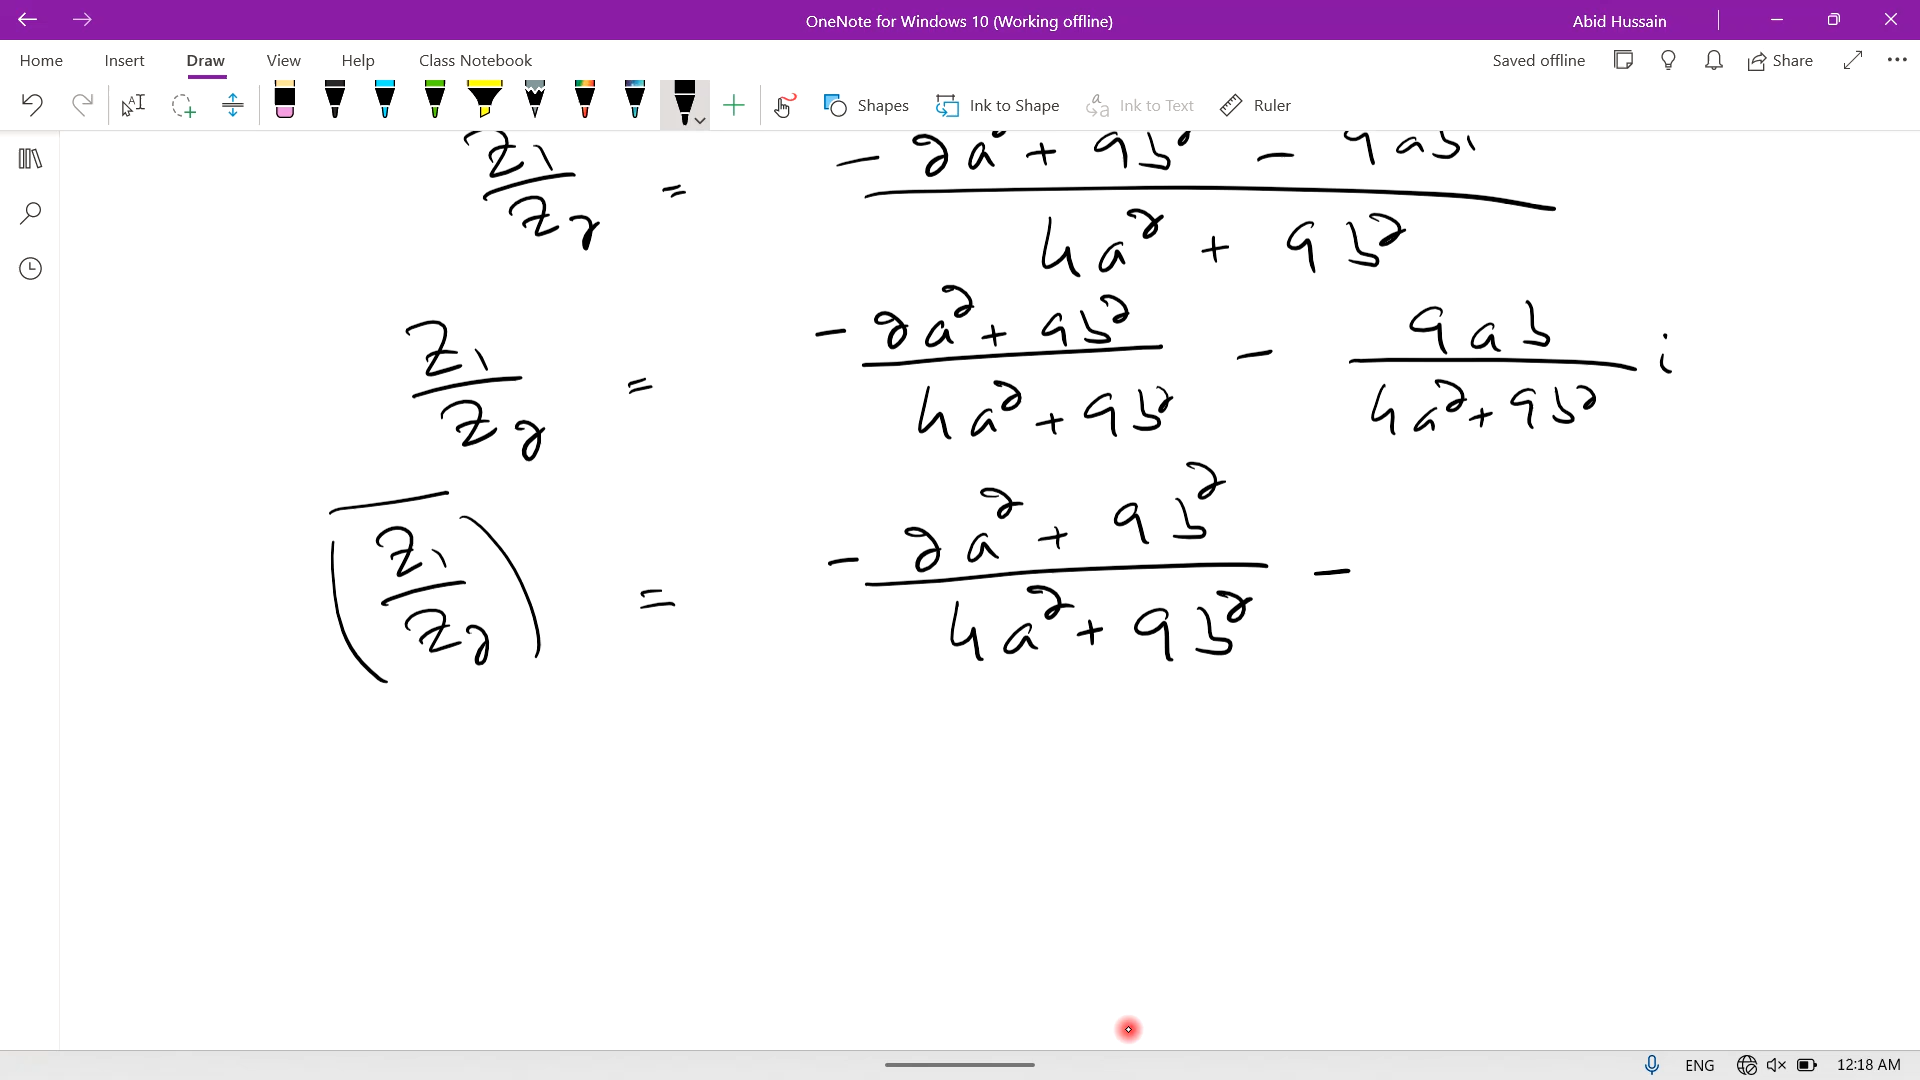 OneNote for Windows 10 (Working offline)
Abid Hussain
Home Insert Draw View Help Class Notebook
Saved offline Share
Shapes Ink to Shape Ink to Text Ruler
z₁/z₂ = (-2a² + 9b² - 9abi)/(4a² + 9b²)
z₁/z₂ = (-2a² + 9b²)/(4a² + 9b²) - (9ab)/(4a² + 9b²) i
‾(z₁/z₂) = (-2a² + 9b²)/(4a² + 9b²) -
ENG 12:18 AM